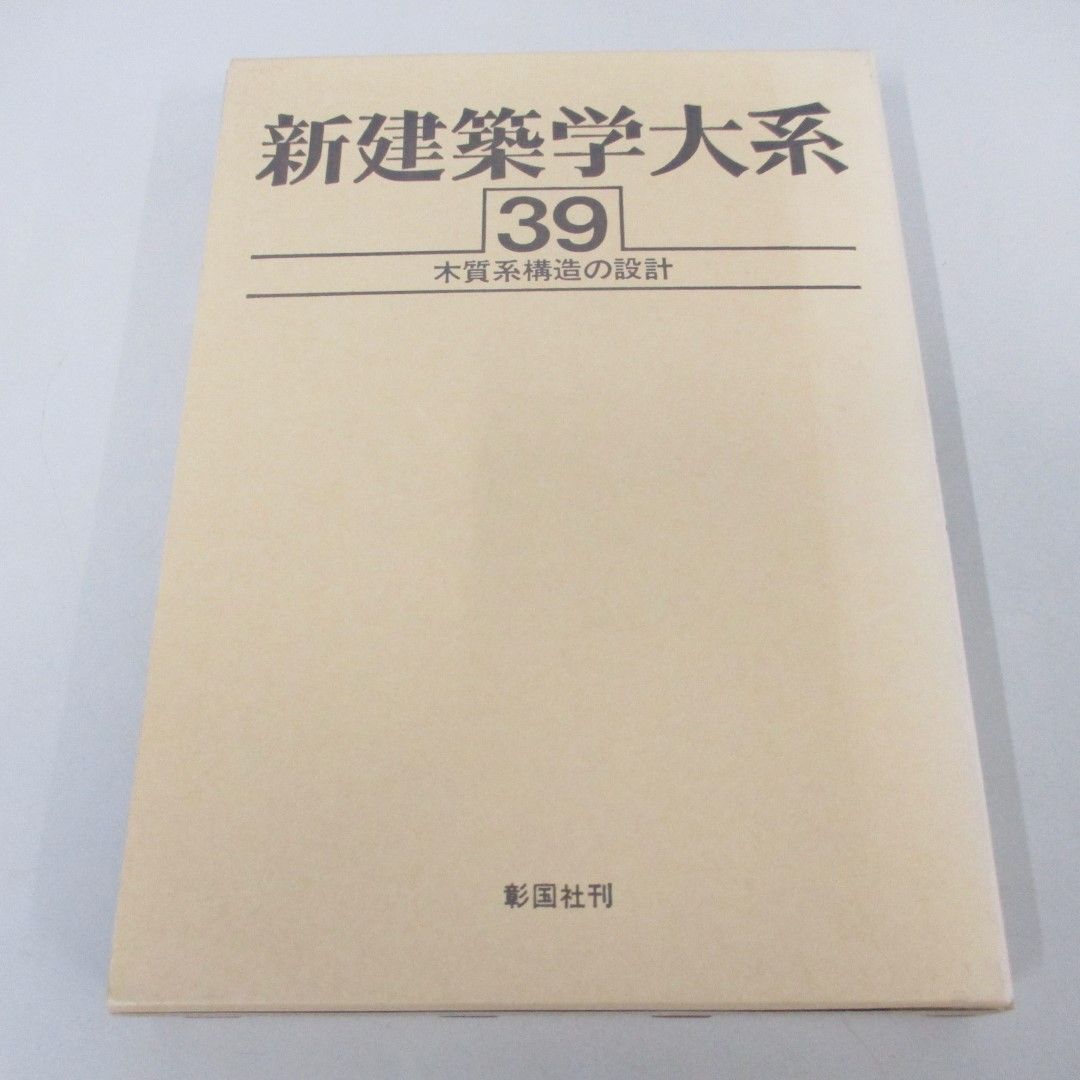 新建築学大系
39
木質系構造の設計
彰国社刊